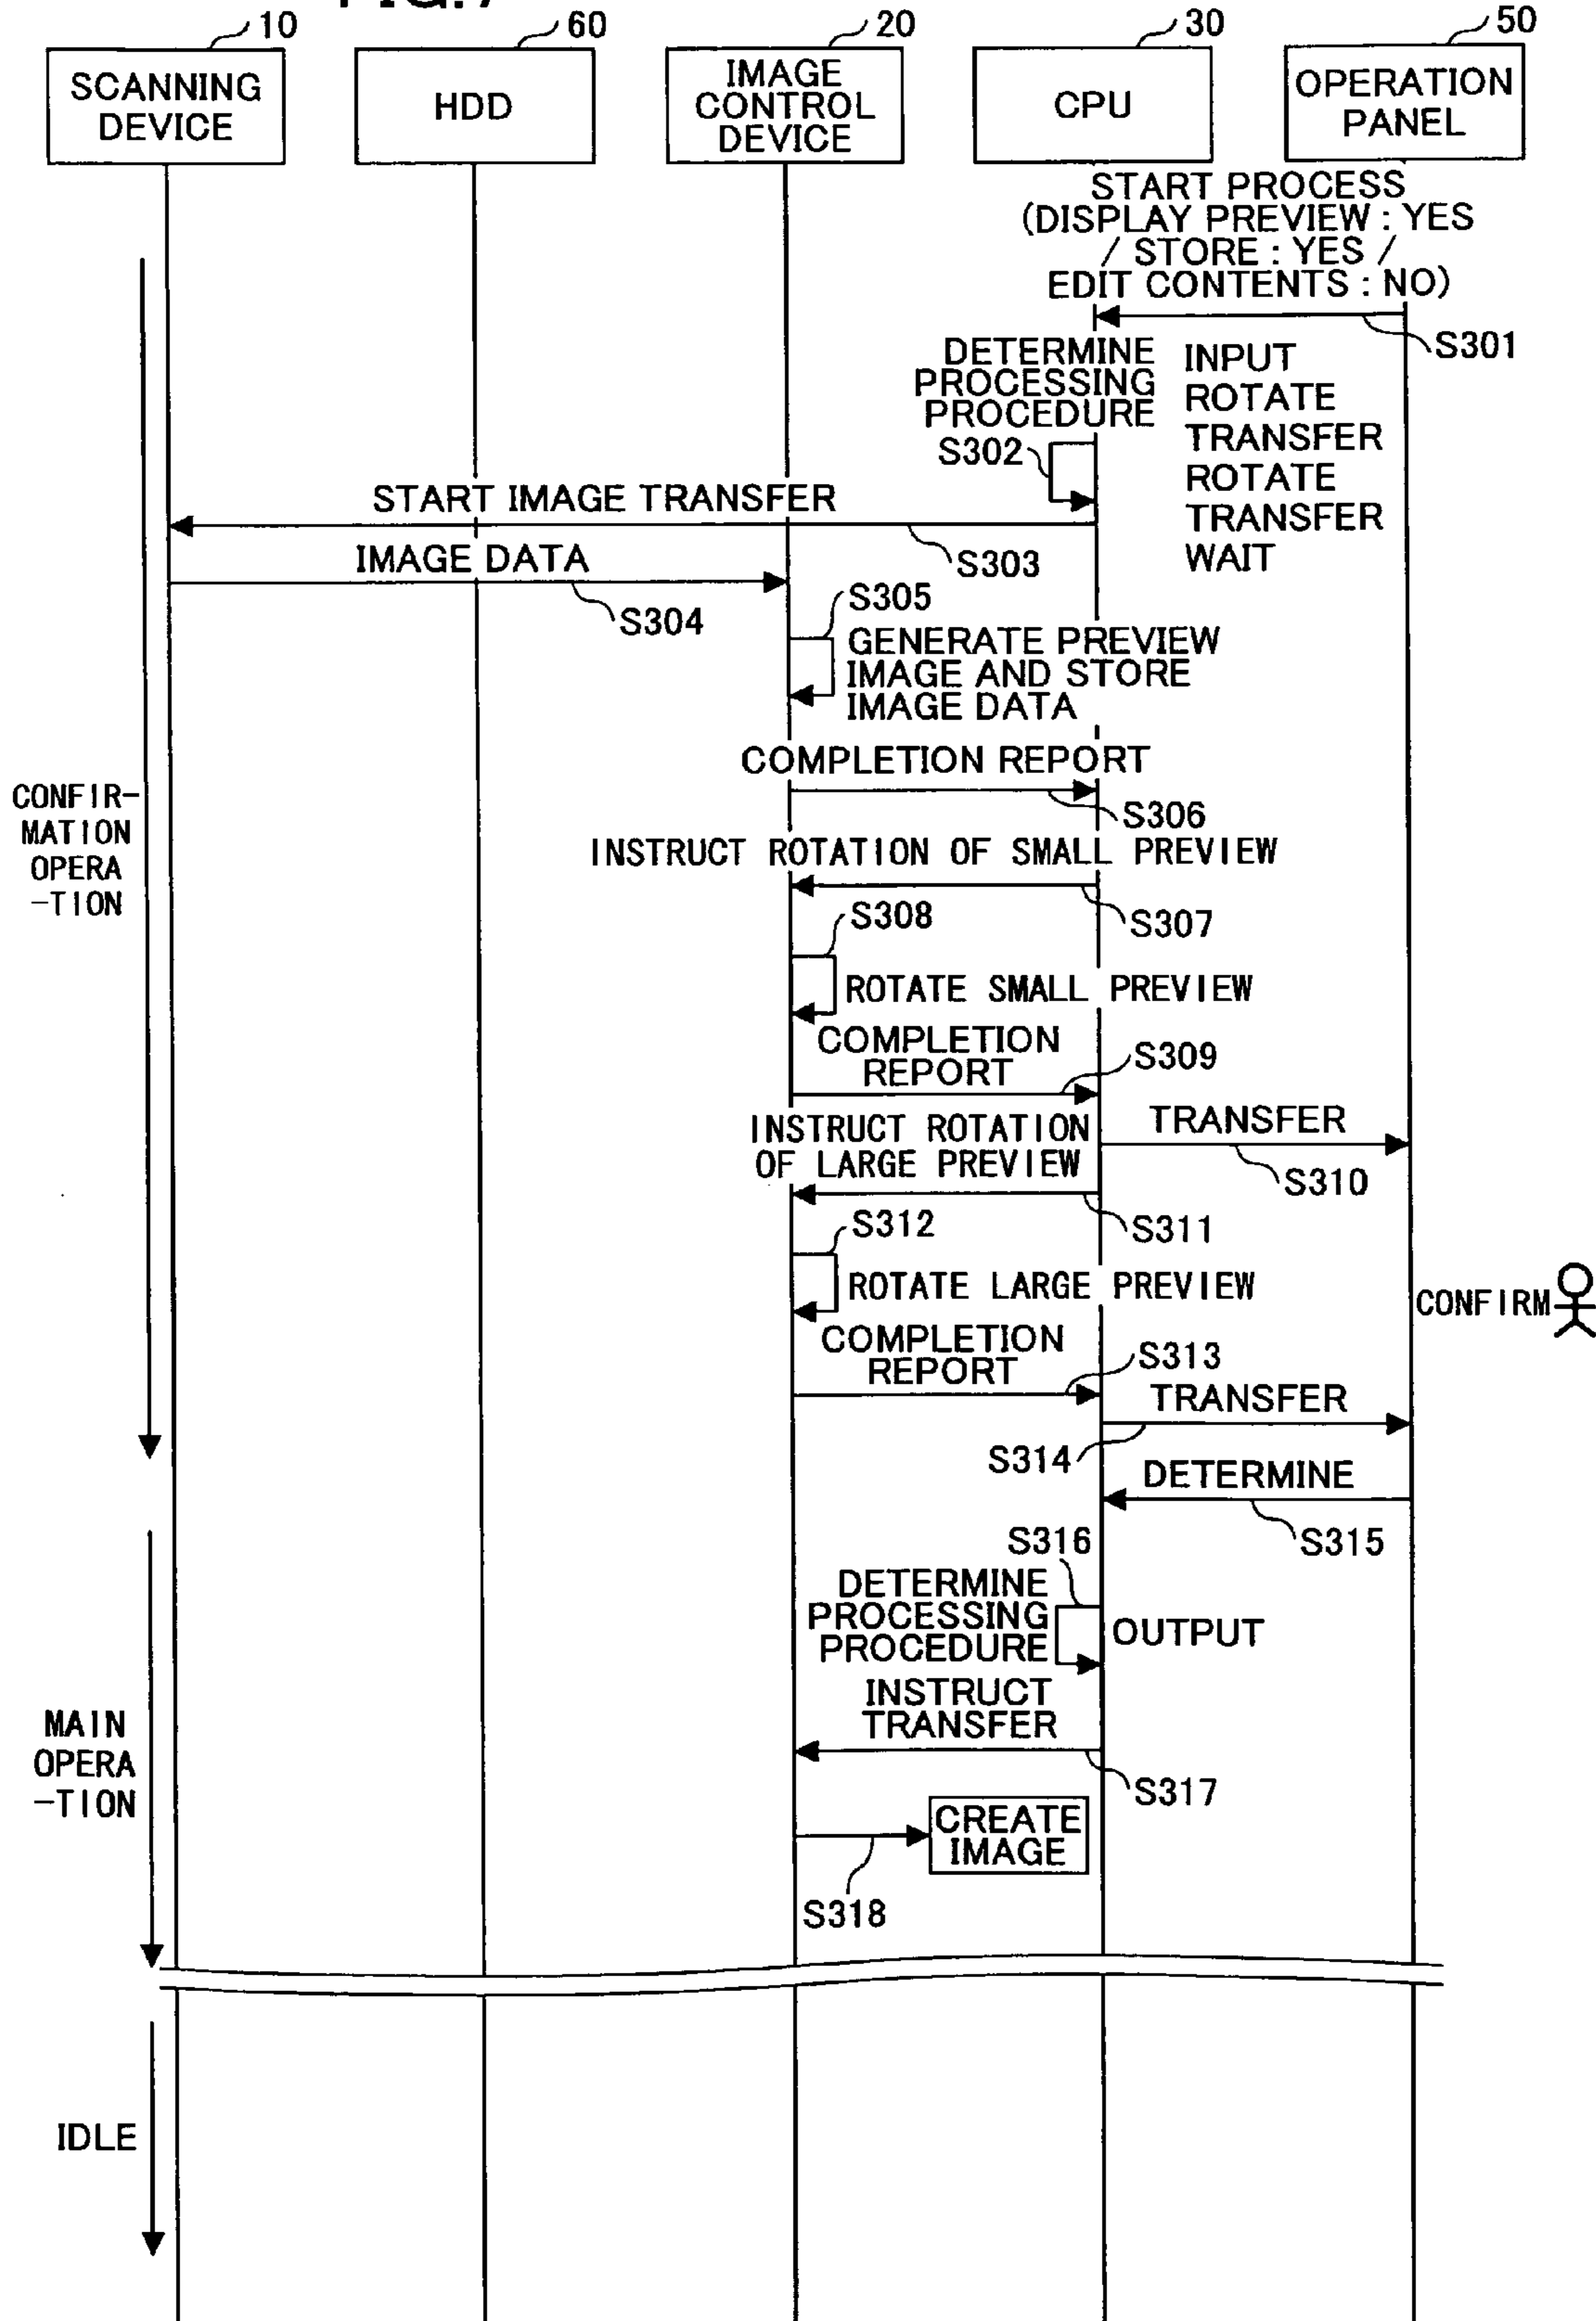 FIG.7
10
60
20
30
50
SCANNING
DEVICE
HDD
IMAGE
CONTROL
DEVICE
CPU
OPERATION
PANEL
START PROCESS
(DISPLAY PREVIEW : YES
/ STORE : YES /
EDIT CONTENTS : NO)
S301
DETERMINE
PROCESSING
PROCEDURE
S302
INPUT
ROTATE
TRANSFER
ROTATE
TRANSFER
WAIT
START IMAGE TRANSFER
S303
IMAGE DATA
S304
S305
GENERATE PREVIEW
IMAGE AND STORE
IMAGE DATA
COMPLETION REPORT
S306
CONFIR-
MATION
OPERA
-TION
INSTRUCT ROTATION OF SMALL PREVIEW
S307
S308
ROTATE SMALL PREVIEW
COMPLETION
REPORT
S309
TRANSFER
S310
INSTRUCT ROTATION
OF LARGE PREVIEW
S311
S312
ROTATE LARGE PREVIEW
CONFIRM
COMPLETION
REPORT
S313
TRANSFER
S314
DETERMINE
S315
S316
DETERMINE
PROCESSING
PROCEDURE
OUTPUT
INSTRUCT
TRANSFER
S317
MAIN
OPERA
-TION
CREATE
IMAGE
S318
IDLE